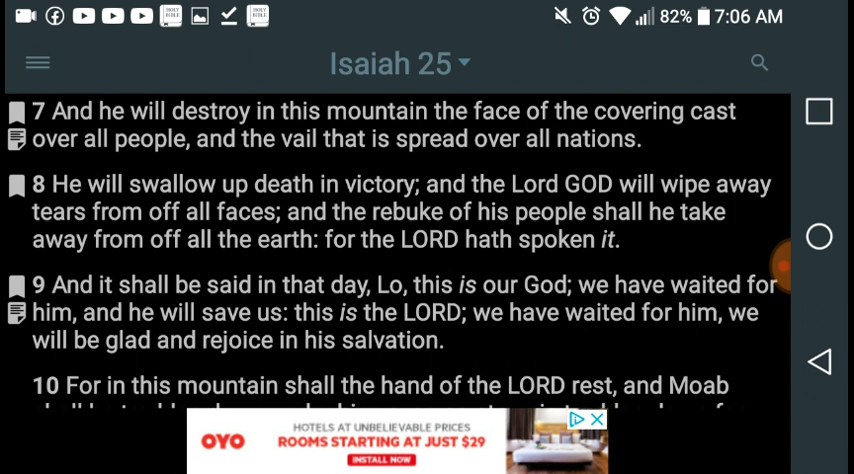 HOLY BIBLE HOLY BIBLE 82% 7:06 AM
Isaiah 25
7 And he will destroy in this mountain the face of the covering cast
over all people, and the vail that is spread over all nations.
8 He will swallow up death in victory; and the Lord GOD will wipe away
tears from off all faces; and the rebuke of his people shall he take
away from off all the earth: for the LORD hath spoken it.
9 And it shall be said in that day, Lo, this is our God; we have waited for
him, and he will save us: this is the LORD; we have waited for him, we
will be glad and rejoice in his salvation.
10 For in this mountain shall the hand of the LORD rest, and Moab
OYO
HOTELS AT UNBELIEVABLE PRICES
ROOMS STARTING AT JUST $29
INSTALL NOW